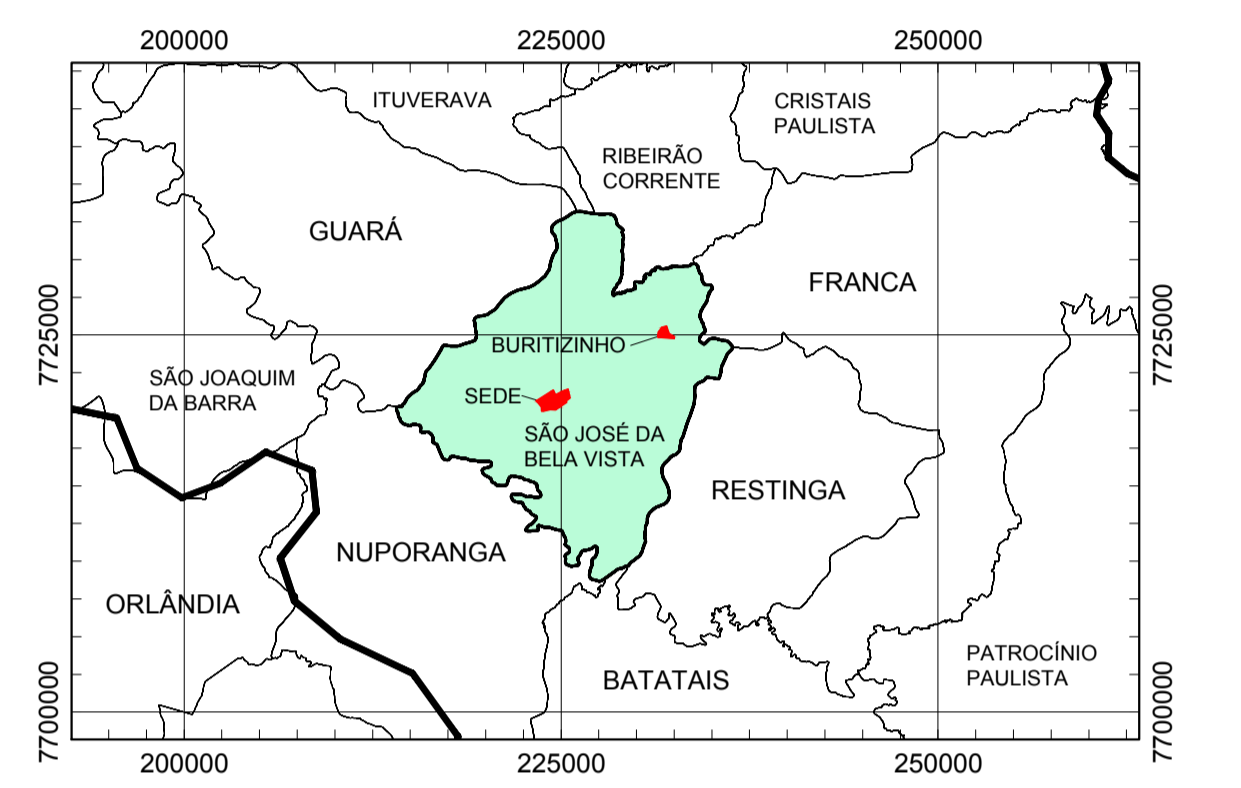 200000
225000
250000
ITUVERAVA
CRISTAIS
PAULISTA
RIBEIRÃO
CORRENTE
GUARÁ
FRANCA
7725000
7725000
BURITIZINHO
SÃO JOAQUIM
DA BARRA
SEDE
SÃO JOSÉ DA
BELA VISTA
RESTINGA
NUPORANGA
ORLÂNDIA
BATATAIS
PATROCÍNIO
PAULISTA
7700000
7700000
200000
225000
250000